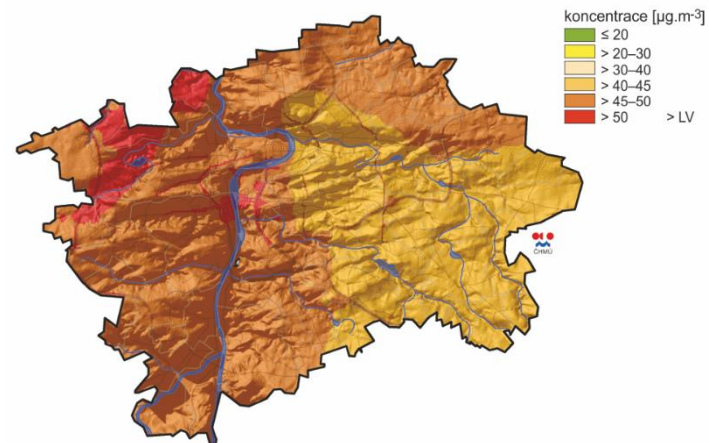 koncentrace [µg.m-3]
≤ 20
> 20–30
> 30–40
> 40–45
> 45–50
> 50 > LV
ČHMÚ